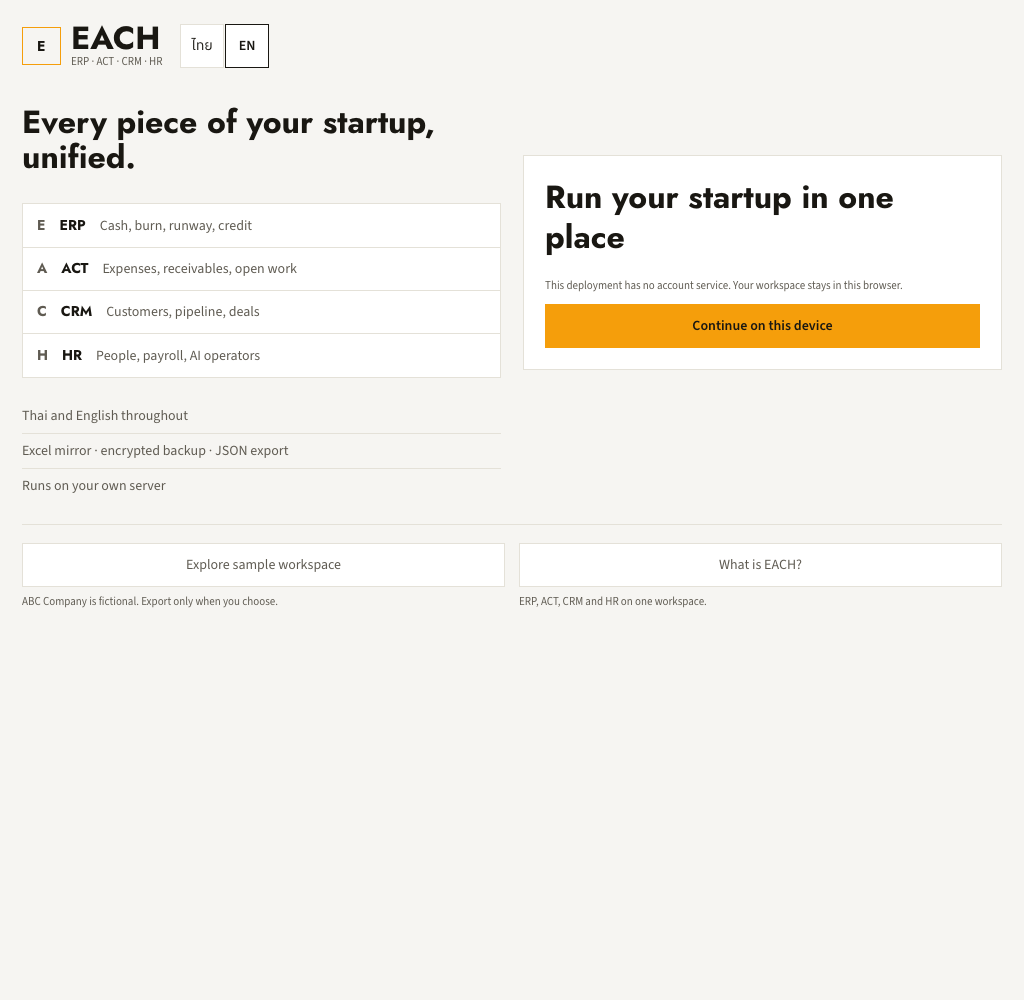 E
EACH
ERP · ACT · CRM · HR
ไทย
EN
Every piece of your startup,
unified.
E ERP Cash, burn, runway, credit
A ACT Expenses, receivables, open work
C CRM Customers, pipeline, deals
H HR People, payroll, AI operators
Thai and English throughout
Excel mirror · encrypted backup · JSON export
Runs on your own server
Run your startup in one
place
This deployment has no account service. Your workspace stays in this browser.
Continue on this device
Explore sample workspace
ABC Company is fictional. Export only when you choose.
What is EACH?
ERP, ACT, CRM and HR on one workspace.